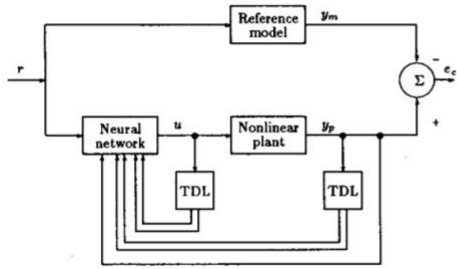 Reference
model
y_m
r
−
Σ
e_c
+
Neural
network
u
Nonlinear
plant
y_p
TDL
TDL